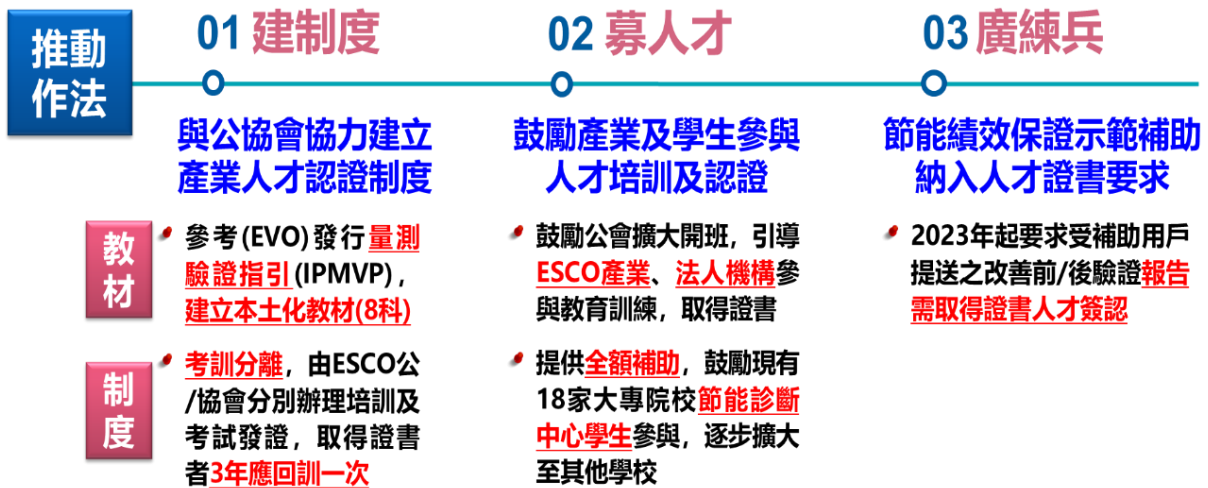 推動
作法
01 建制度
與公協會協力建立
產業人才認證制度
教
材
參考(EVO)發行量測
驗證指引(IPMVP)，
建立本土化教材(8科)
制
度
考訓分離，由ESCO公
/協會分別辦理培訓及
考試發證，取得證書
者3年應回訓一次
02 募人才
鼓勵產業及學生參與
人才培訓及認證
鼓勵公會擴大開班，引導
ESCO產業、法人機構參
與教育訓練，取得證書
提供全額補助，鼓勵現有
18家大專院校節能診斷
中心學生參與，逐步擴大
至其他學校
03 廣練兵
節能績效保證示範補助
納入人才證書要求
2023年起要求受補助用戶
提送之改善前/後驗證報告
需取得證書人才簽認